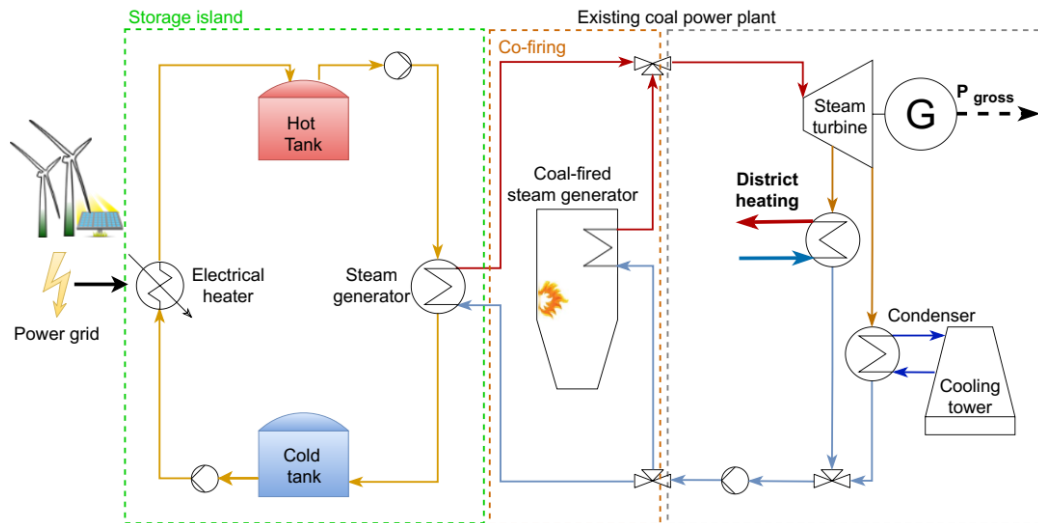 Storage island
Existing coal power plant
Co-firing
Hot
Tank
Steam
turbine
G
P gross
Coal-fired
steam generator
District
heating
Electrical
heater
Steam
generator
Power grid
Condenser
Cooling
tower
Cold
tank